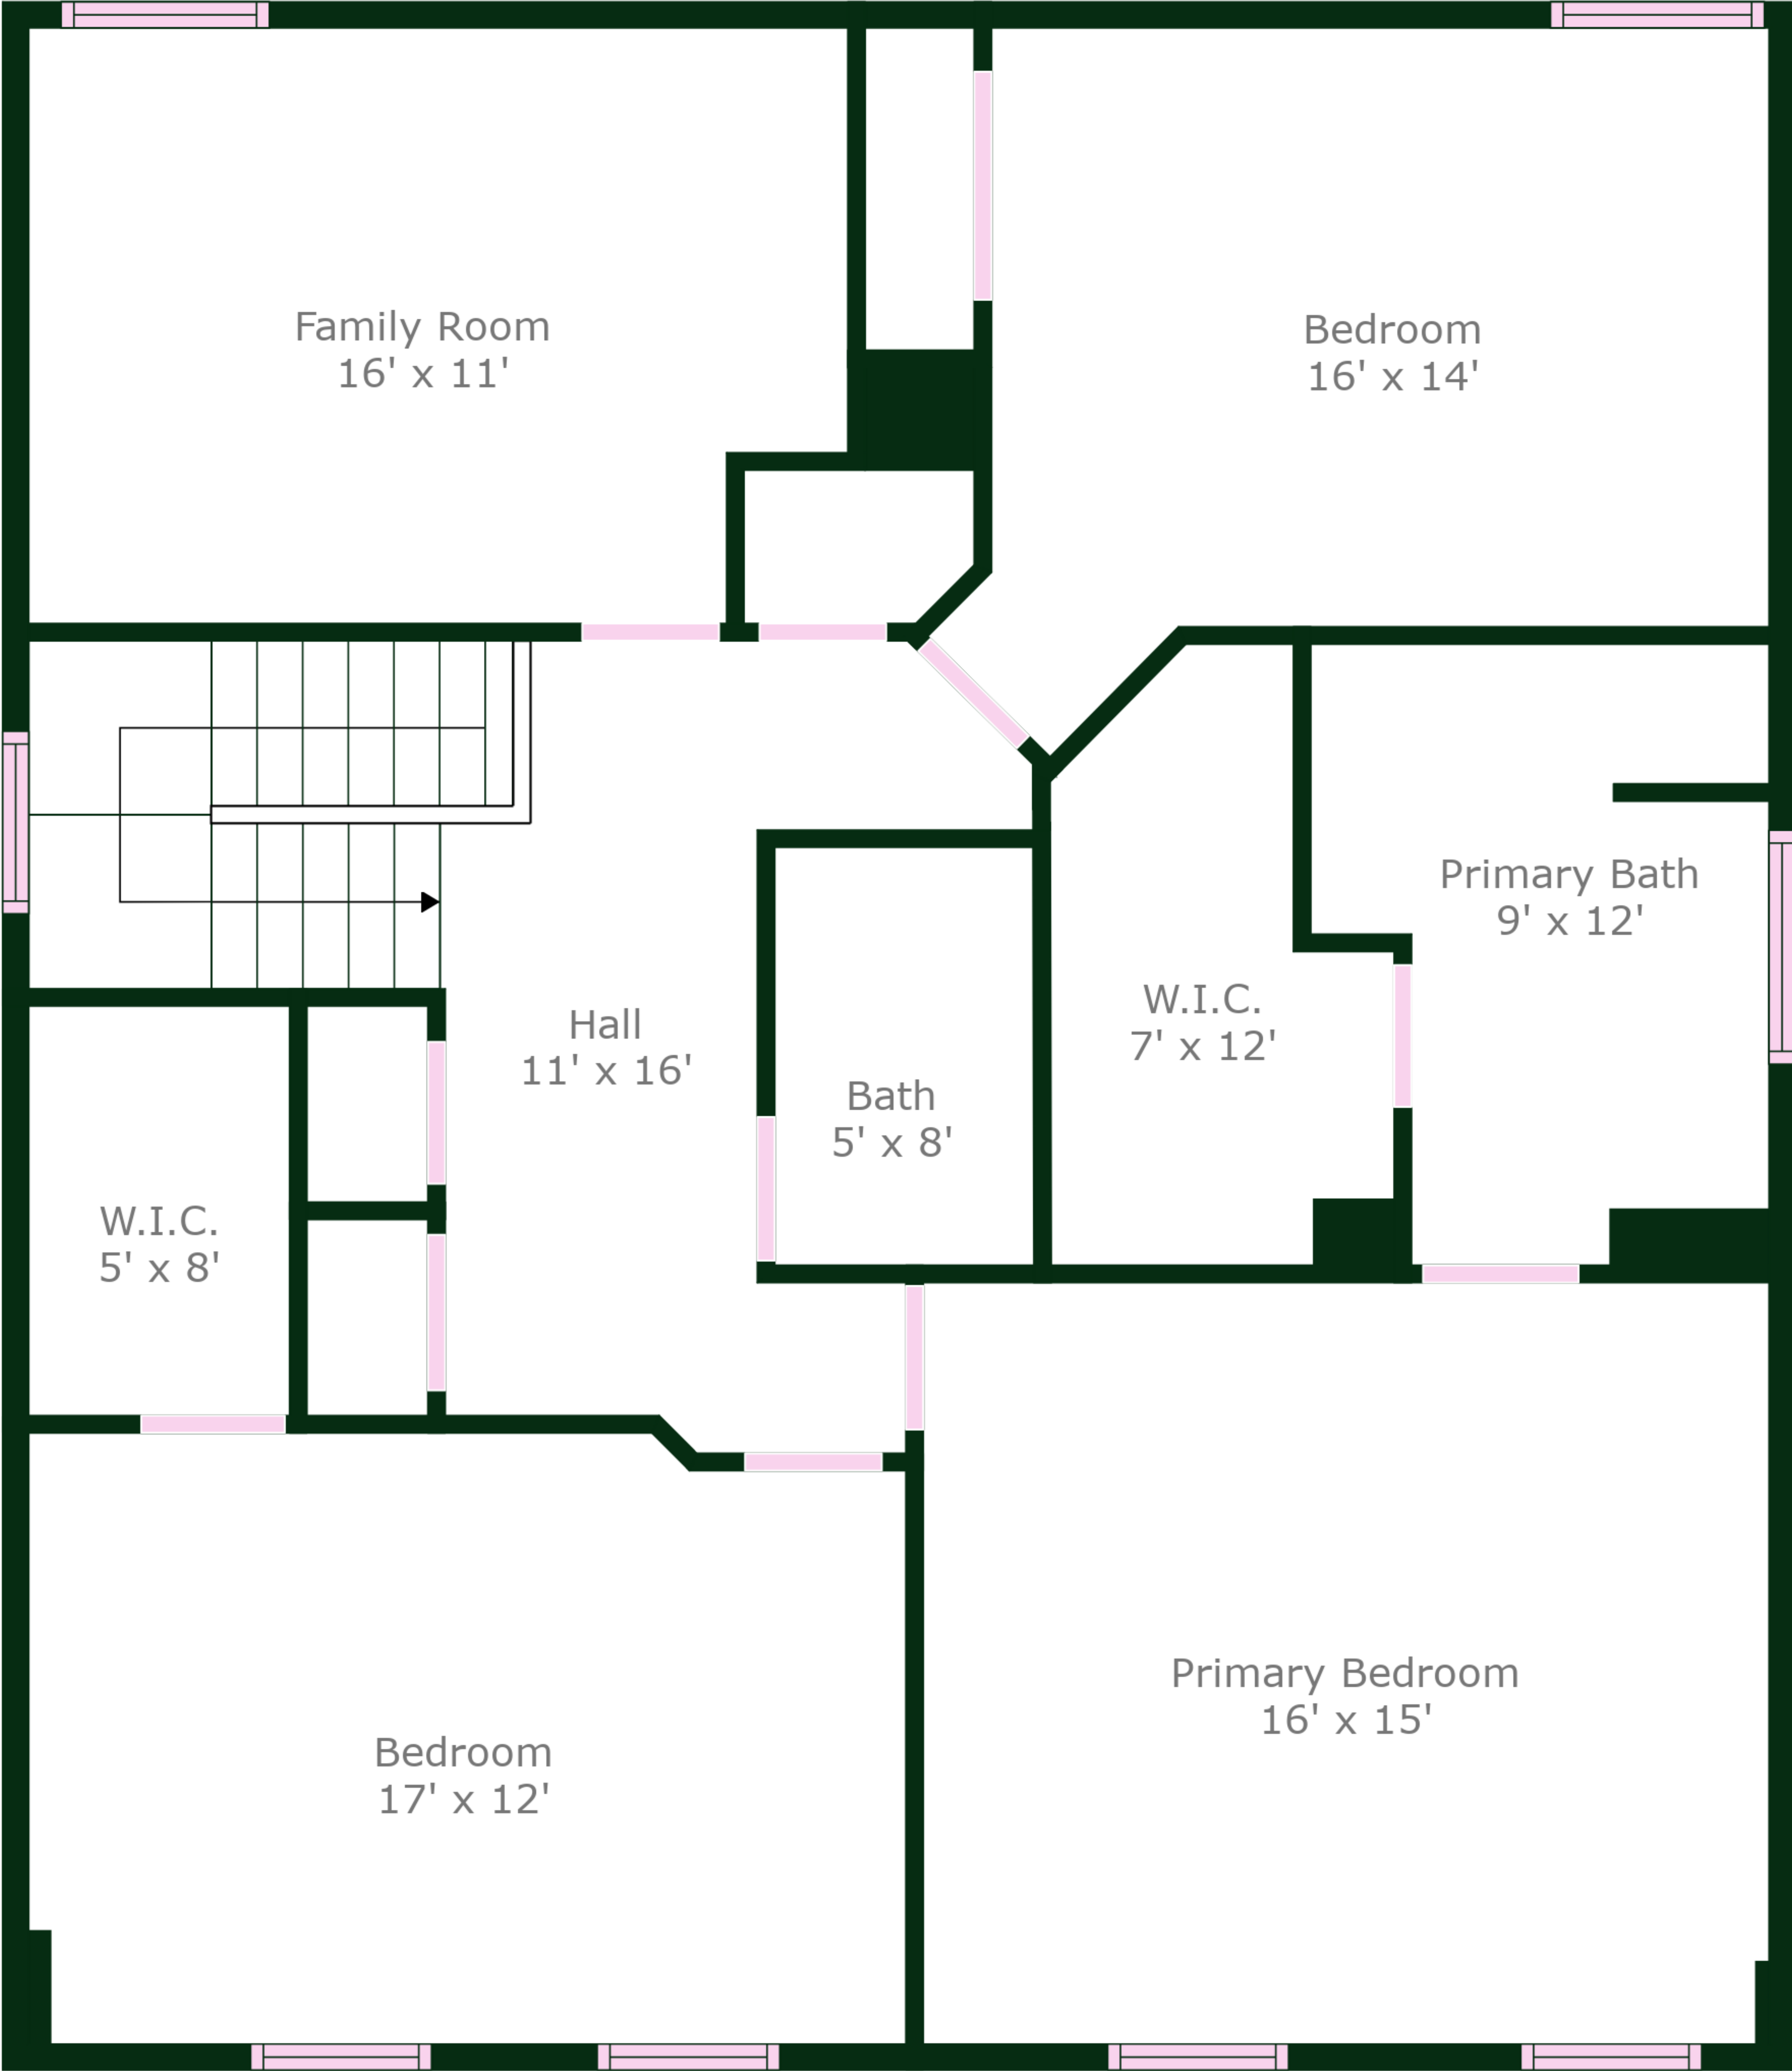 Family Room
16' x 11'
Bedroom
16' x 14'
Primary Bath
9' x 12'
W.I.C.
7' x 12'
Hall
11' x 16'
Bath
5' x 8'
W.I.C.
5' x 8'
Primary Bedroom
16' x 15'
Bedroom
17' x 12'